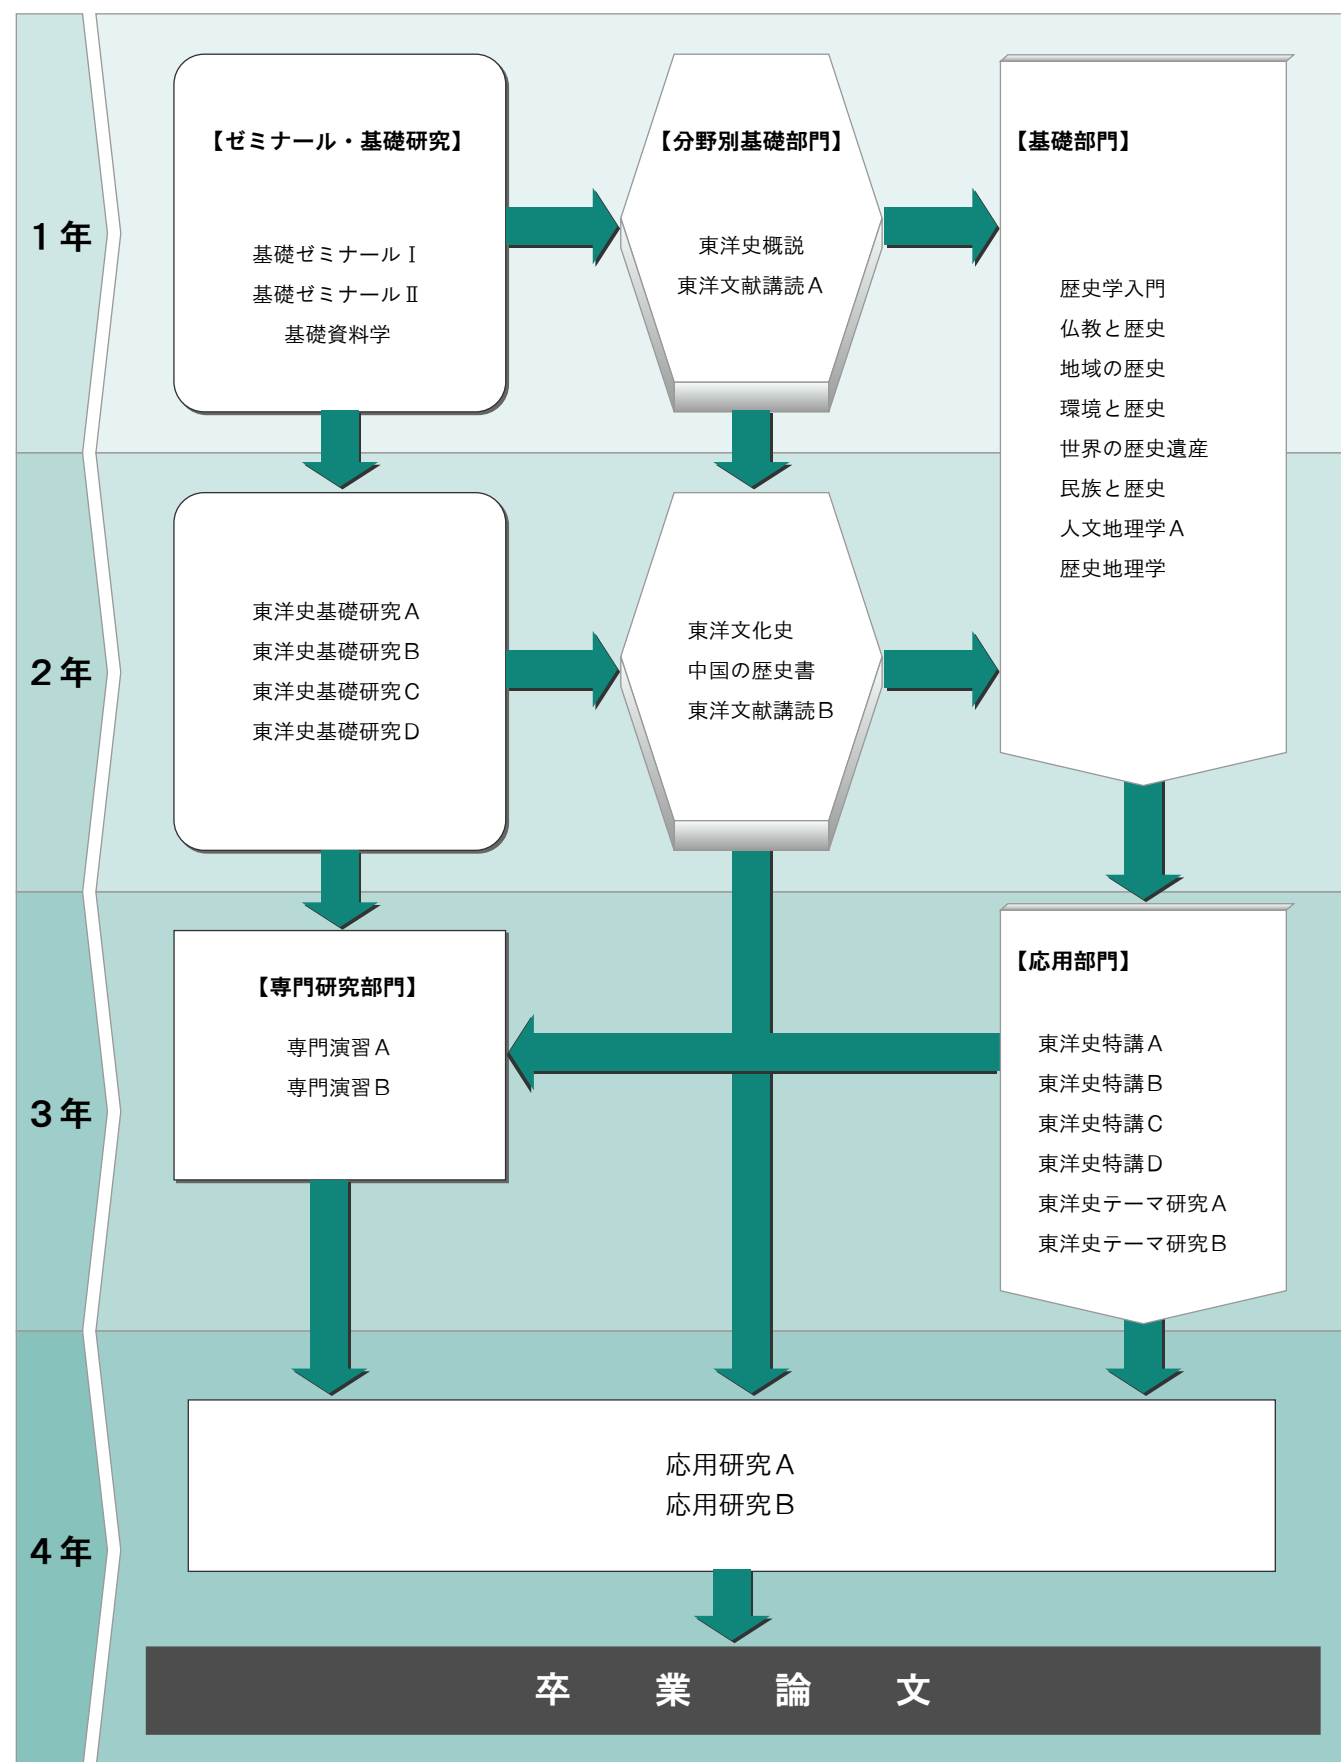 1年
【ゼミナール・基礎研究】
基礎ゼミナールⅠ
基礎ゼミナールⅡ
基礎資料学
【分野別基礎部門】
東洋史概説
東洋文献講読A
【基礎部門】
歴史学入門
仏教と歴史
地域の歴史
環境と歴史
世界の歴史遺産
民族と歴史
人文地理学A
歴史地理学
2年
東洋史基礎研究A
東洋史基礎研究B
東洋史基礎研究C
東洋史基礎研究D
東洋文化史
中国の歴史書
東洋文献講読B
3年
【専門研究部門】
専門演習A
専門演習B
【応用部門】
東洋史特講A
東洋史特講B
東洋史特講C
東洋史特講D
東洋史テーマ研究A
東洋史テーマ研究B
4年
応用研究A
応用研究B
卒業論文